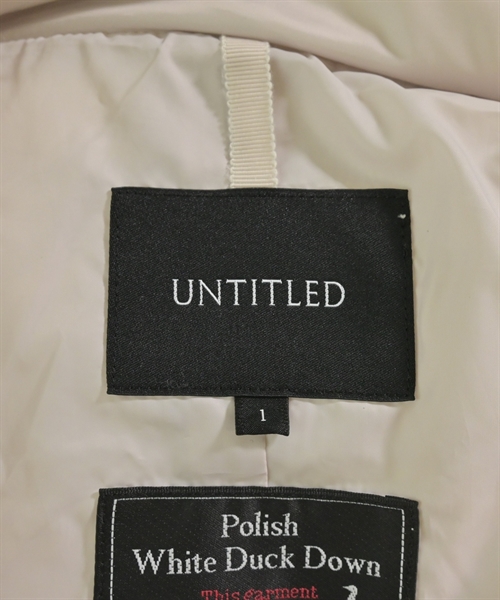 UNTITLED
1
Polish
White Duck Down
This garment